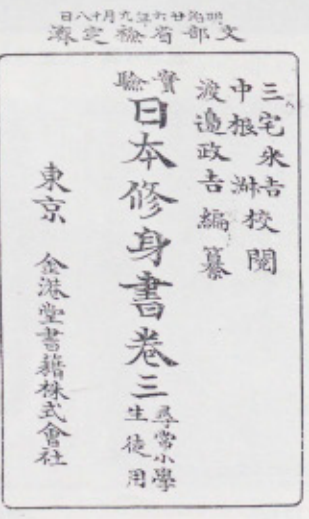 明治廿六年九月十八日
文部省檢定濟
三宅米吉
中根淑 校閲
渡邊政吉 編纂
實驗
日本修身書卷三
尋常小學
生徒用
東京 金港堂書籍株式會社